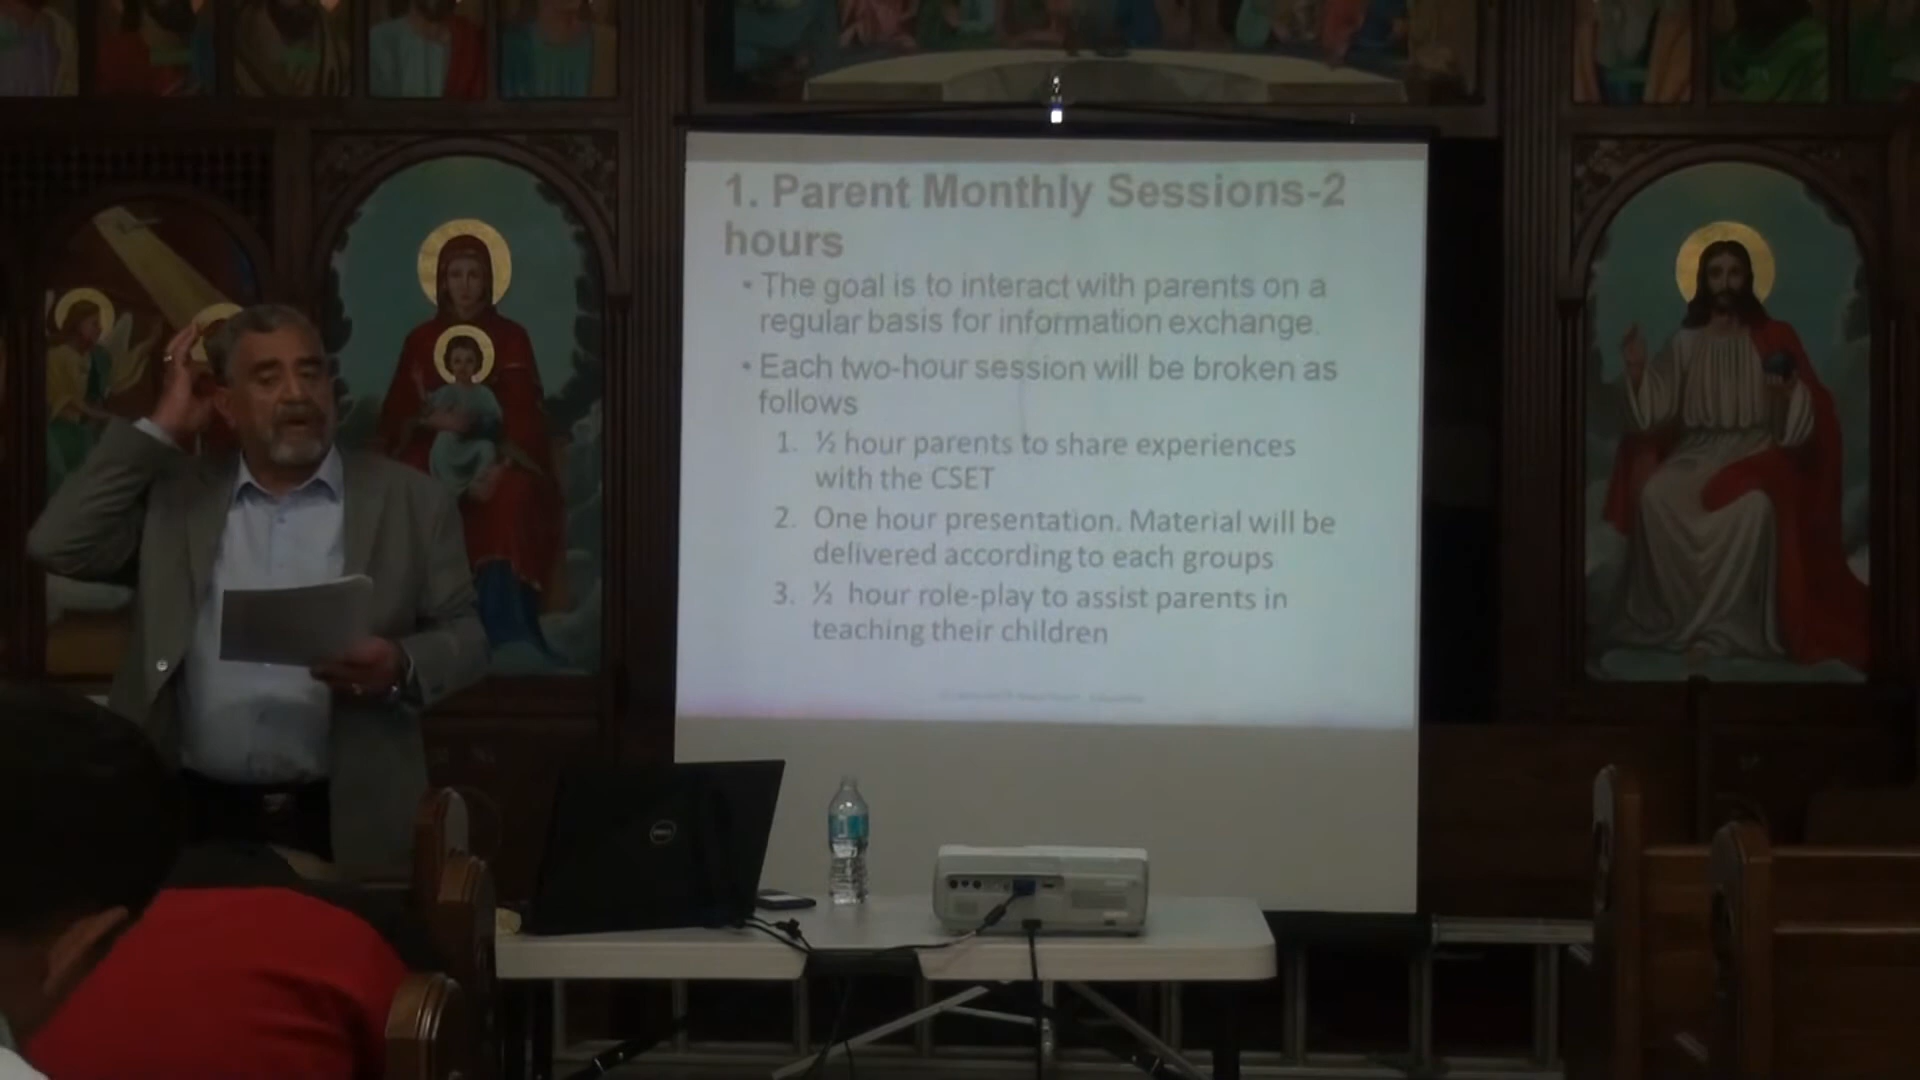 1. Parent Monthly Sessions-2
hours
• The goal is to interact with parents on a
regular basis for information exchange.
• Each two-hour session will be broken as
follows
1. ½ hour parents to share experiences
with the CSET
2. One hour presentation. Material will be
delivered according to each groups
3. ½ hour role-play to assist parents in
teaching their children
DELL